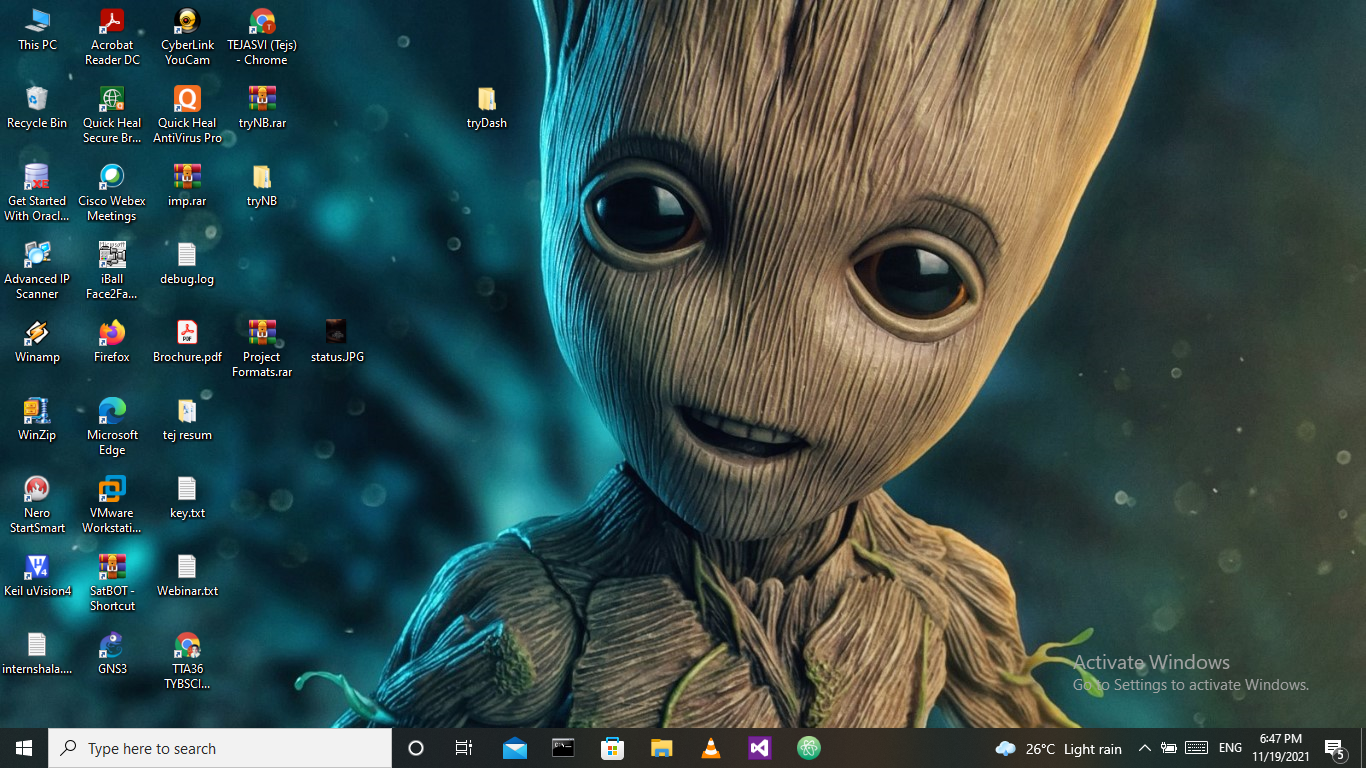 This PC
Acrobat
Reader DC
CyberLink
YouCam
TEJASVI (Tejs)
- Chrome
Recycle Bin
Quick Heal
Secure Br...
Quick Heal
AntiVirus Pro
tryNB.rar
tryDash
Get Started
With Oracl...
Cisco Webex
Meetings
imp.rar
tryNB
Advanced IP
Scanner
iBall
Face2Fa...
debug.log
Winamp
Firefox
Brochure.pdf
Project
Formats.rar
status.JPG
WinZip
Microsoft
Edge
tej resum
Nero
StartSmart
VMware
Workstati...
key.txt
Keil uVision4
SatBOT -
Shortcut
Webinar.txt
internshala....
GNS3
TTA36
TYBSCI...
Activate Windows
Go to Settings to activate Windows.
Type here to search
26°C Light rain
ENG
6:47 PM
11/19/2021
5